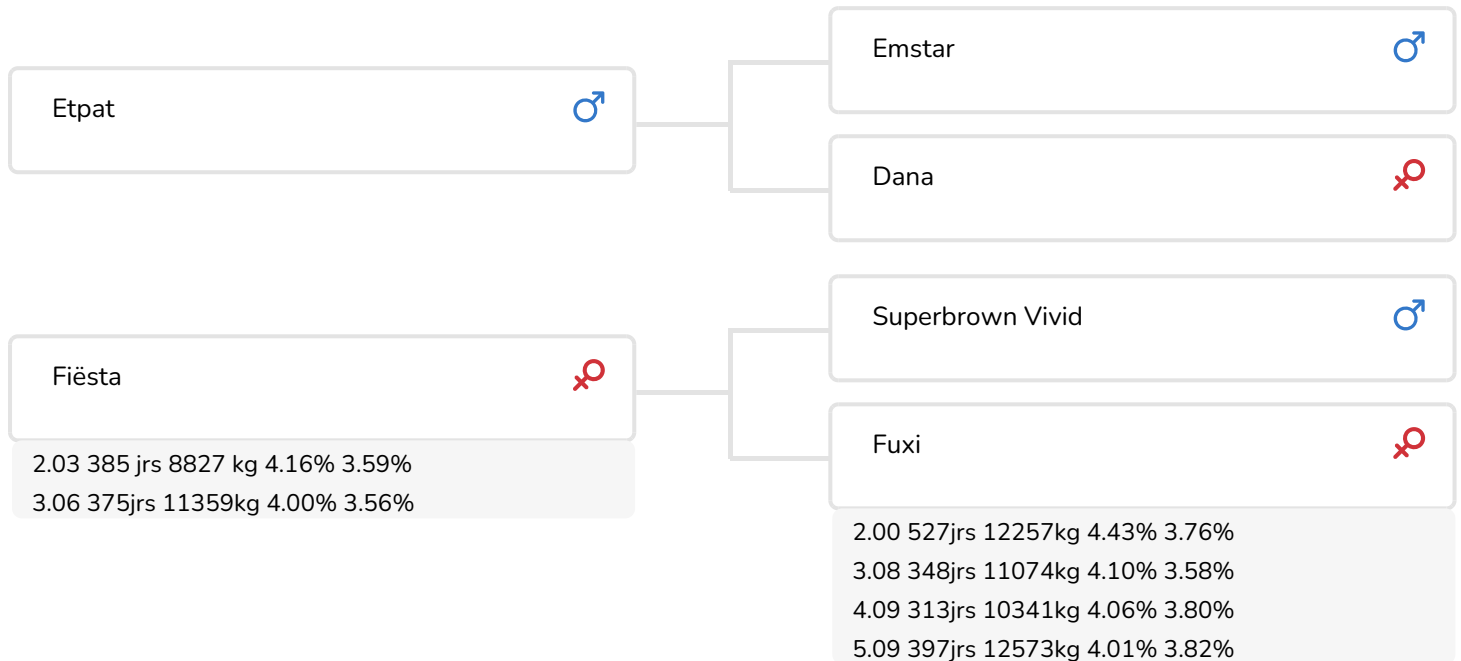 Etpat
Emstar
Dana
Fiësta
2.03 385 jrs 8827 kg 4.16% 3.59%
3.06 375jrs 11359kg 4.00% 3.56%
Superbrown Vivid
Fuxi
2.00 527jrs 12257kg 4.43% 3.76%
3.08 348jrs 11074kg 4.10% 3.58%
4.09 313jrs 10341kg 4.06% 3.80%
5.09 397jrs 12573kg 4.01% 3.82%